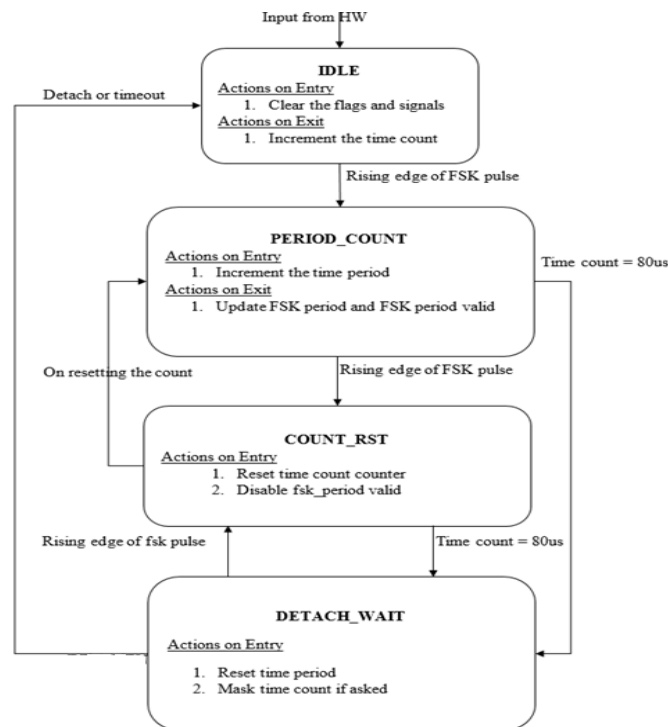 Input from HW
IDLE
Actions on Entry
1. Clear the flags and signals
Actions on Exit
1. Increment the time count
Detach or timeout
Rising edge of FSK pulse
PERIOD_COUNT
Actions on Entry
1. Increment the time period
Actions on Exit
1. Update FSK period and FSK period valid
Time count = 80us
On resetting the count
Rising edge of FSK pulse
COUNT_RST
Actions on Entry
1. Reset time count counter
2. Disable fsk_period valid
Rising edge of fsk pulse
Time count = 80us
DETACH_WAIT
Actions on Entry
1. Reset time period
2. Mask time count if asked